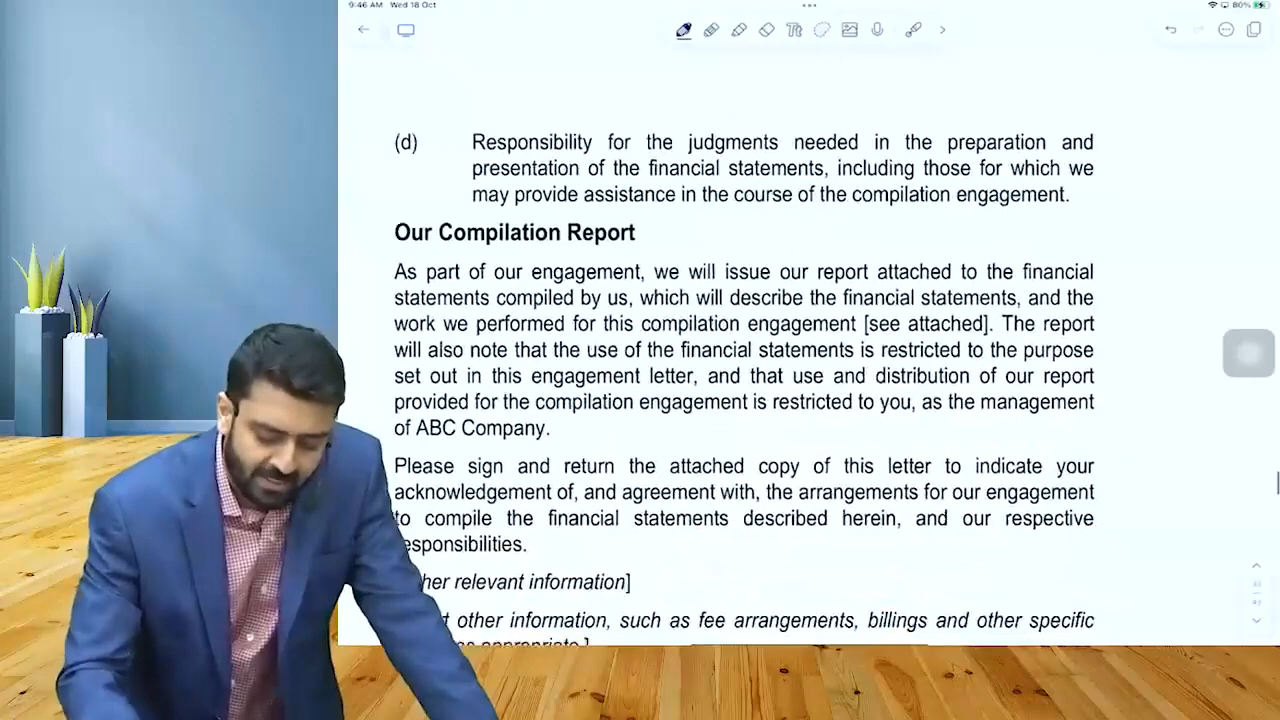 9:46 AM Wed 18 Oct
80%
(d) Responsibility for the judgments needed in the preparation and
presentation of the financial statements, including those for which we
may provide assistance in the course of the compilation engagement.
Our Compilation Report
As part of our engagement, we will issue our report attached to the financial
statements compiled by us, which will describe the financial statements, and the
work we performed for this compilation engagement [see attached]. The report
will also note that the use of the financial statements is restricted to the purpose
set out in this engagement letter, and that use and distribution of our report
provided for the compilation engagement is restricted to you, as the management
of ABC Company.
Please sign and return the attached copy of this letter to indicate your
acknowledgement of, and agreement with, the arrangements for our engagement
to compile the financial statements described herein, and our respective
esponsibilities.
her relevant information]
other information, such as fee arrangements, billings and other specific